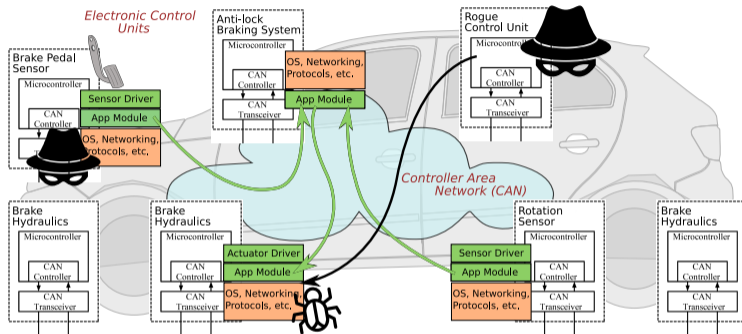 Electronic Control
Units
Brake Pedal
Sensor
Microcontroller
CAN
Controller
Sensor Driver
App Module
OS, Networking,
Protocols, etc.
Anti-lock
Braking System
Microcontroller
CAN
Controller
CAN
Transceiver
OS, Networking,
Protocols, etc.
App Module
Rogue
Control Unit
Microcontroller
CAN
Controller
CAN
Transceiver
Controller Area
Network (CAN)
Brake
Hydraulics
Microcontroller
CAN
Controller
CAN
Transceiver
Brake
Hydraulics
Microcontroller
CAN
Controller
CAN
Transceiver
Actuator Driver
App Module
OS, Networking,
Protocols, etc,
Sensor Driver
App Module
OS, Networking,
Protocols, etc.
Rotation
Sensor
Microcontroller
CAN
Controller
CAN
Transceiver
Brake
Hydraulics
Microcontroller
CAN
Controller
CAN
Transceiver